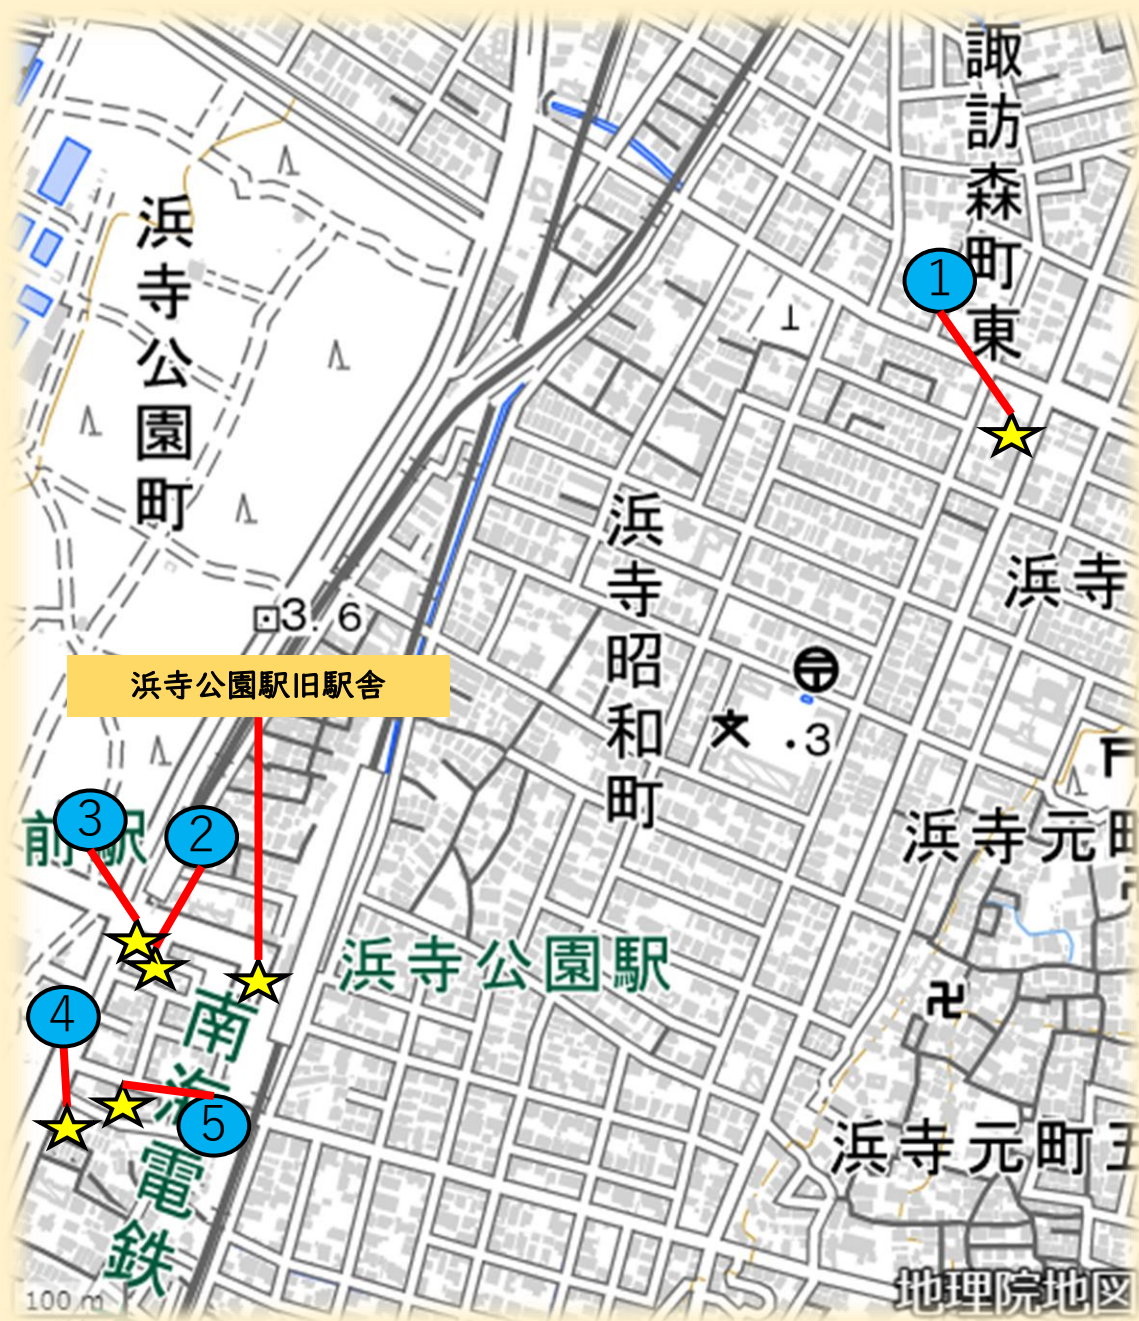 諏訪森町東
浜寺公園町
①
浜寺昭和町
浜寺
3.6
浜寺公園駅旧駅舎
.3
前駅
③
②
浜寺元町
浜寺公園駅
④
南海電鉄
⑤
浜寺元町五
100 m
地理院地図